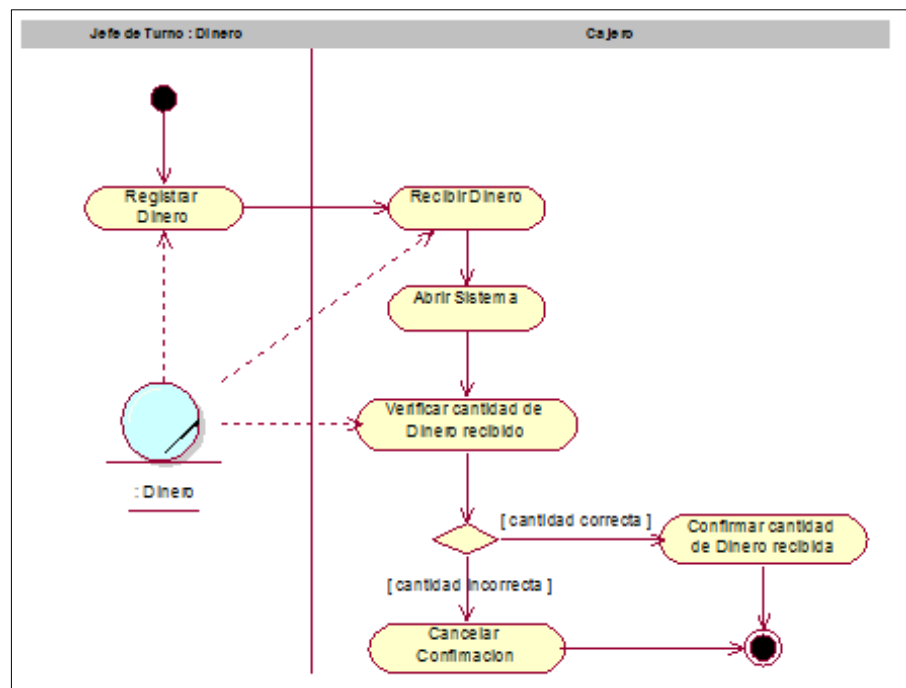 Jefe de Turno : Dinero
Cajero
Registrar
Dinero
Recibir Dinero
Abrir Sistema
Verificar cantidad de
Dinero recibido
: Dinero
[ cantidad correcta ]
Confirmar cantidad
de Dinero recibida
[ cantidad incorrecta ]
Cancelar
Confimacion